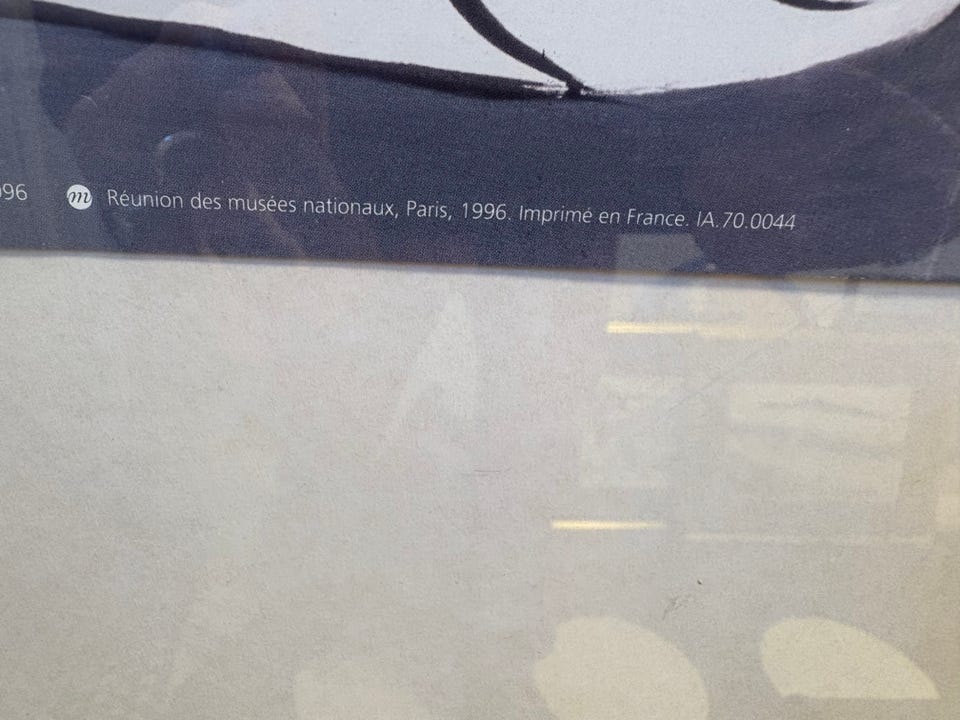 96 m Réunion des musées nationaux, Paris, 1996. Imprimé en France. IA.70.0044